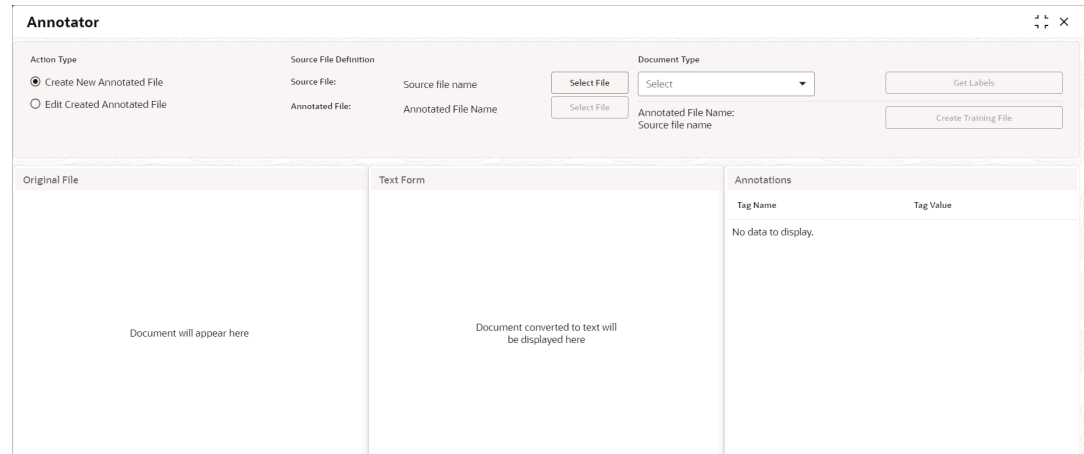 Annotator
Action Type
Source File Definition
Document Type
Create New Annotated File
Source File:
Source file name
Select File
Select
Get Labels
Edit Created Annotated File
Annotated File:
Annotated File Name
Select File
Annotated File Name:
Source file name
Create Training File
Original File
Text Form
Annotations
Tag Name
Tag Value
No data to display.
Document will appear here
Document converted to text will
be displayed here